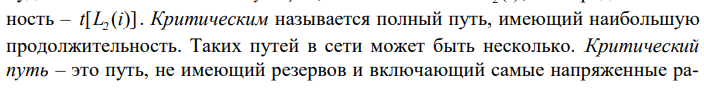 ность – t[L₂(i)]. Критическим называется полный путь, имеющий наибольшую
продолжительность. Таких путей в сети может быть несколько. Критический
путь – это путь, не имеющий резервов и включающий самые напряженные ра-